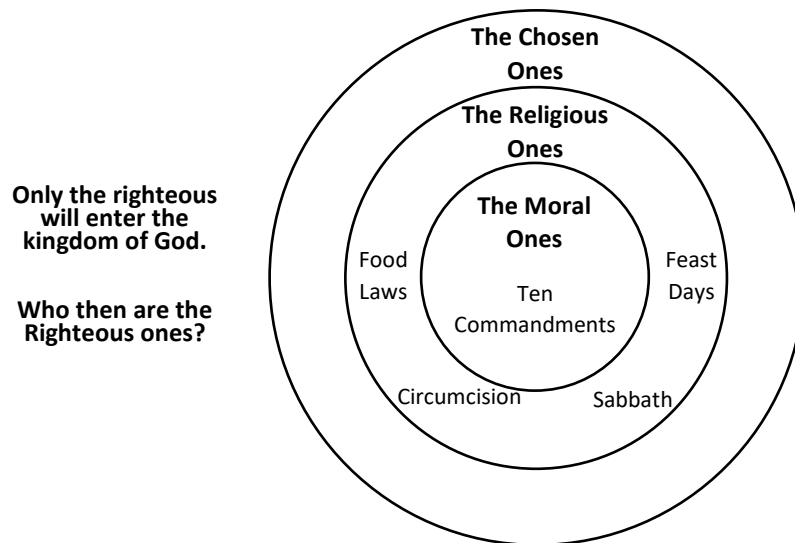 The Chosen
Ones
The Religious
Ones
Only the righteous
will enter the
kingdom of God.
The Moral
Ones
Food
Laws
Feast
Days
Ten
Commandments
Who then are the
Righteous ones?
Circumcision
Sabbath